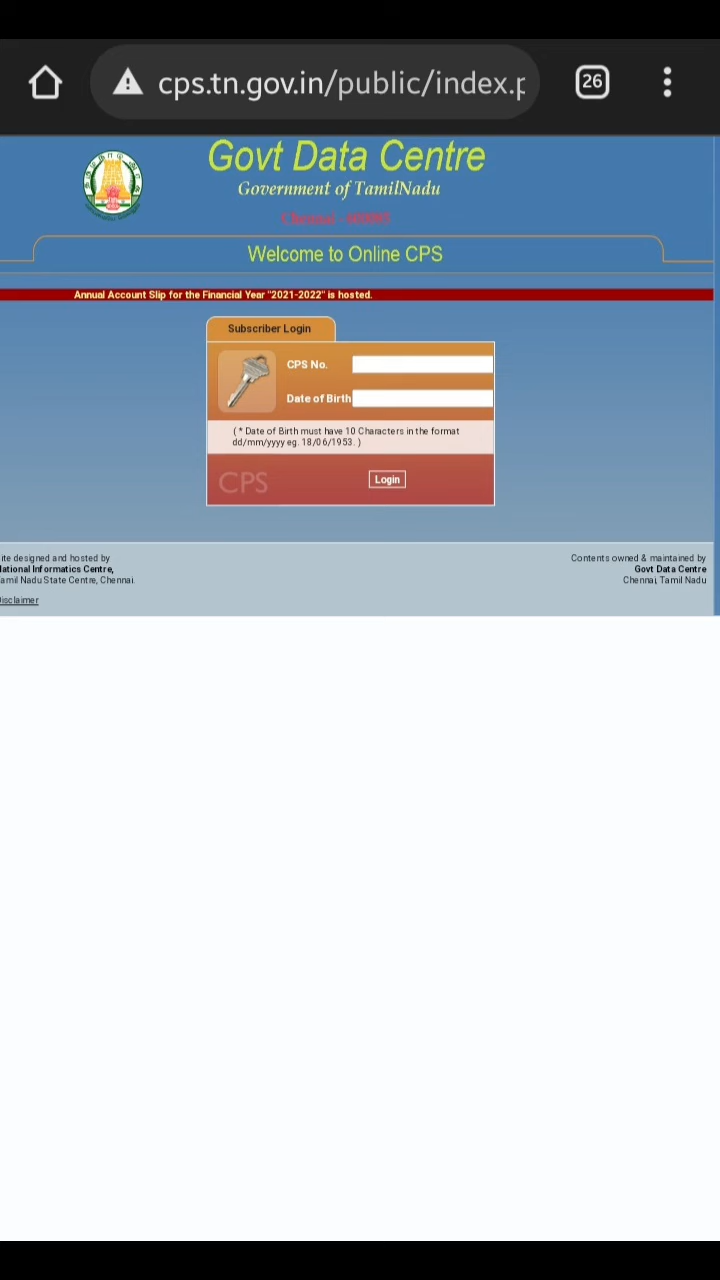 cps.tn.gov.in/public/index.p
26
Govt Data Centre
Government of TamilNadu
Chennai -
Welcome to Online CPS
Annual Account Slip for the Financial Year "2021-2022" is hosted.
Subscriber Login
CPS No.
Date of Birth
( * Date of Birth must have 10 Characters in the format
dd/mm/yyyy eg. 18/06/1953. )
CPS
Login
ite designed and hosted by
National Informatics Centre,
amil Nadu State Centre, Chennai.
isclaimer
Contents owned & maintained by
Govt Data Centre
Chennai, Tamil Nadu